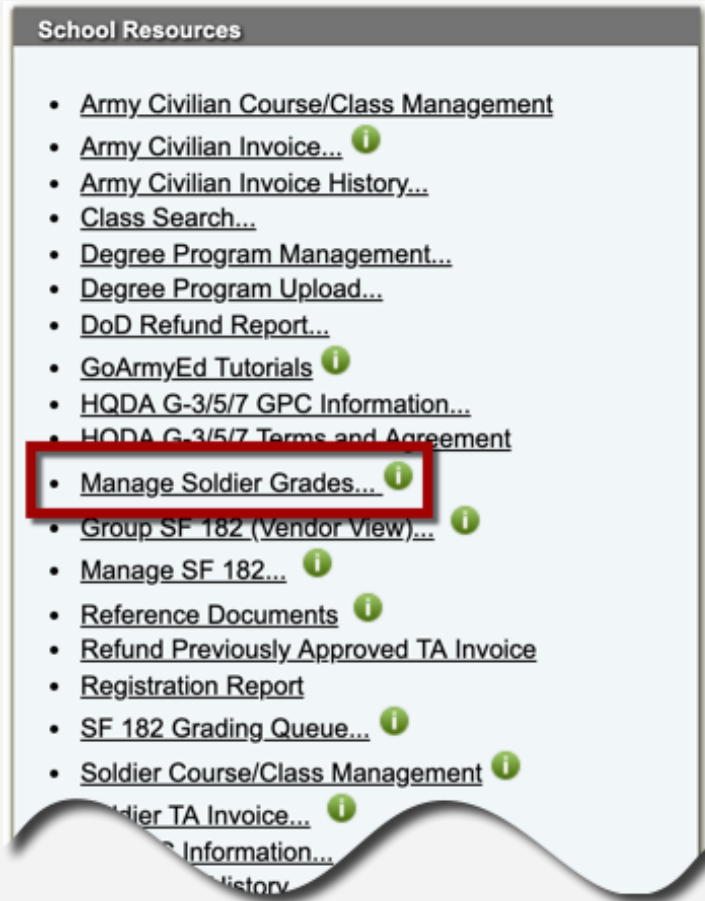 School Resources
Army Civilian Course/Class Management
Army Civilian Invoice...
Army Civilian Invoice History...
Class Search...
Degree Program Management...
Degree Program Upload...
DoD Refund Report...
GoArmyEd Tutorials
HQDA G-3/5/7 GPC Information...
HQDA G-3/5/7 Terms and Agreement
Manage Soldier Grades...
Group SF 182 (Vendor View)...
Manage SF 182...
Reference Documents
Refund Previously Approved TA Invoice
Registration Report
SF 182 Grading Queue...
Soldier Course/Class Management
TA Invoice...
Information...